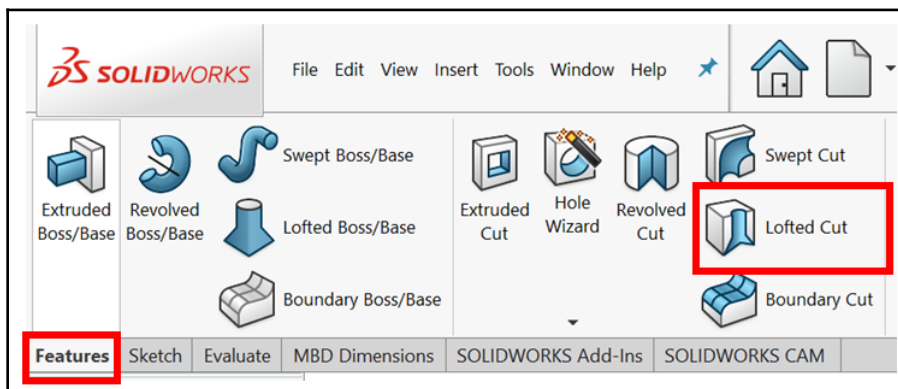 SOLIDWORKS File Edit View Insert Tools Window Help
Swept Boss/Base
Swept Cut
Extruded Boss/Base
Revolved Boss/Base
Lofted Boss/Base
Extruded Cut
Hole Wizard
Revolved Cut
Lofted Cut
Boundary Boss/Base
Boundary Cut
Features Sketch Evaluate MBD Dimensions SOLIDWORKS Add-Ins SOLIDWORKS CAM